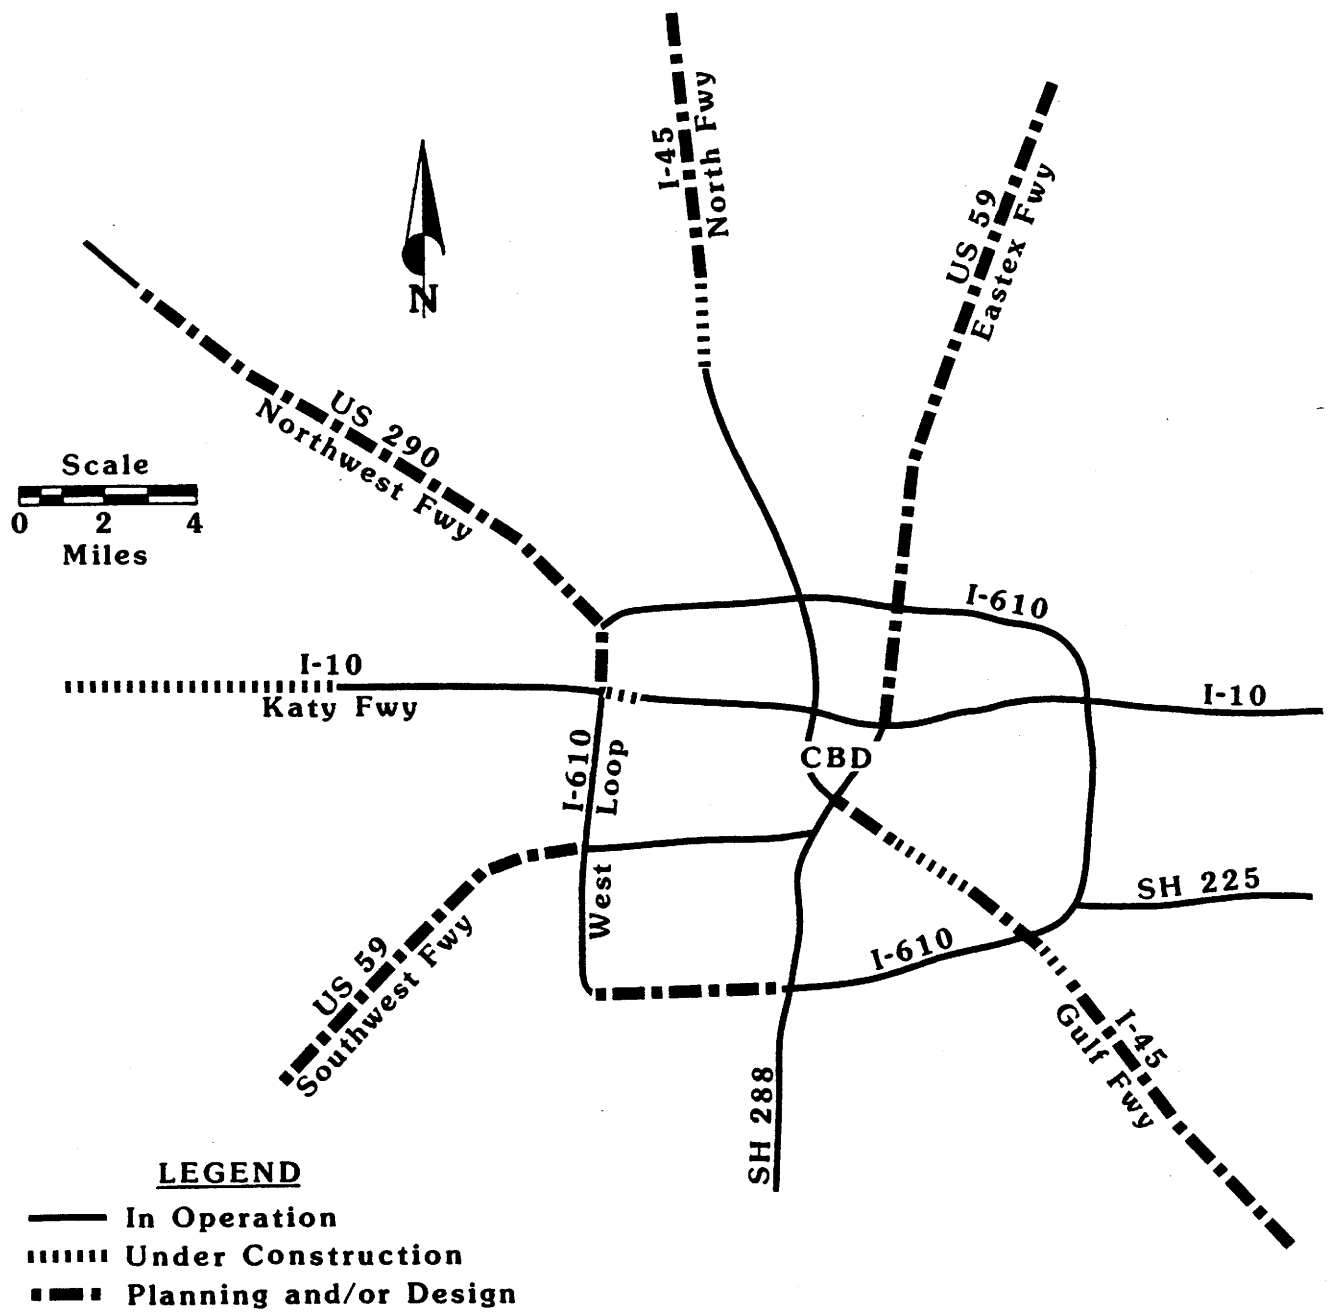 I-45
North Fwy
US 59
Eastex Fwy
N
US 290
Northwest Fwy
Scale
0 2 4
Miles
I-610
I-10
Katy Fwy
I-10
CBD
I-610
Loop
West
SH 225
I-610
US 59
Southwest Fwy
I-45
Gulf Fwy
SH 288
LEGEND
In Operation
Under Construction
Planning and/or Design